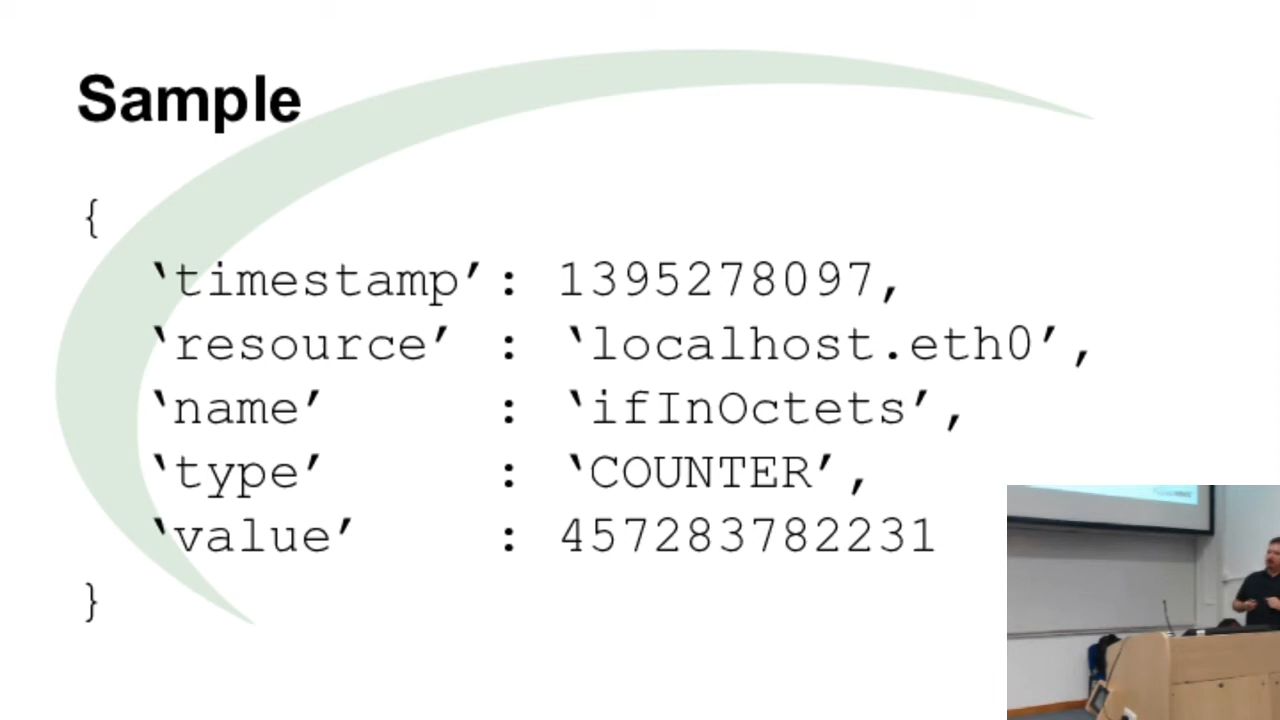 Sample
{
‘timestamp’: 1395278097,
‘resource’ : ‘localhost.eth0’,
‘name’ : ‘ifInOctets’,
‘type’ : ‘COUNTER’,
‘value’ : 457283782231
}